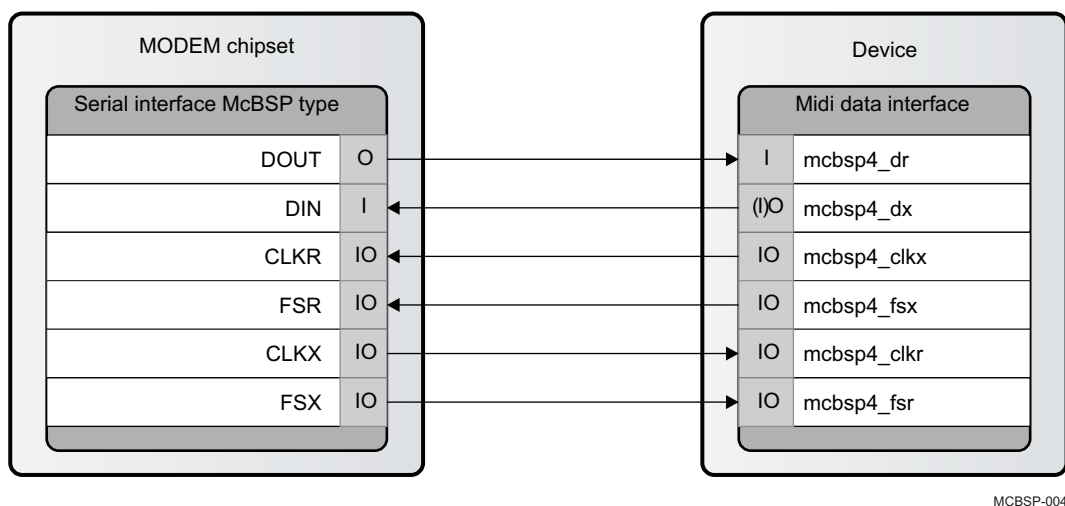 MODEM chipset
Device
Serial interface McBSP type
Midi data interface
DOUT O I mcbsp4_dr
DIN I (I)O mcbsp4_dx
CLKR IO IO mcbsp4_clkx
FSR IO IO mcbsp4_fsx
CLKX IO IO mcbsp4_clkr
FSX IO IO mcbsp4_fsr
MCBSP-004